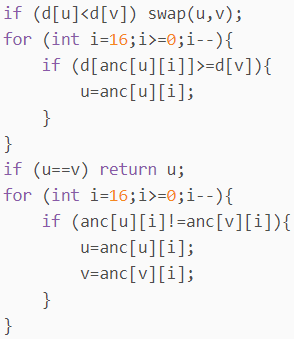 if (d[u]<d[v]) swap(u,v);
for (int i=16;i>=0;i--){
    if (d[anc[u][i]]>=d[v]){
        u=anc[u][i];
    }
}
if (u==v) return u;
for (int i=16;i>=0;i--){
    if (anc[u][i]!=anc[v][i]){
        u=anc[u][i];
        v=anc[v][i];
    }
}